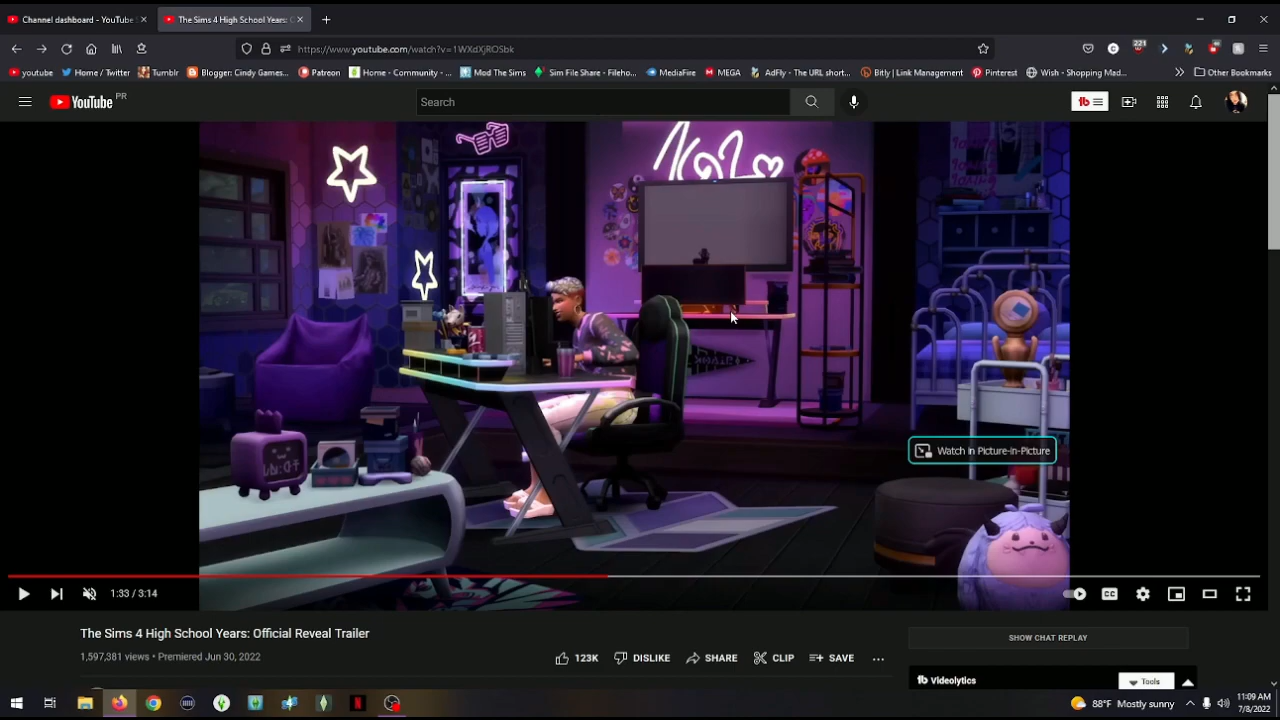 Channel dashboard - YouTube S
The Sims 4 High School Years: O
https://www.youtube.com/watch?v=1WXdXjROSbk
221
youtube
Home / Twitter
Tumblr
Blogger: Cindy Games...
Patreon
Home - Community - ...
Mod The Sims
Sim File Share - Fileho...
MediaFire
MEGA
AdFly - The URL short...
Bitly | Link Management
Pinterest
Wish - Shopping Mad...
Other Bookmarks
YouTube PR
Search
tb
Watch in Picture-in-Picture
1:33 / 3:14
CC
The Sims 4 High School Years: Official Reveal Trailer
1,597,381 views • Premiered Jun 30, 2022
123K
DISLIKE
SHARE
CLIP
SAVE
SHOW CHAT REPLAY
tb Videolytics
Tools
88°F Mostly sunny
11:09 AM
7/8/2022